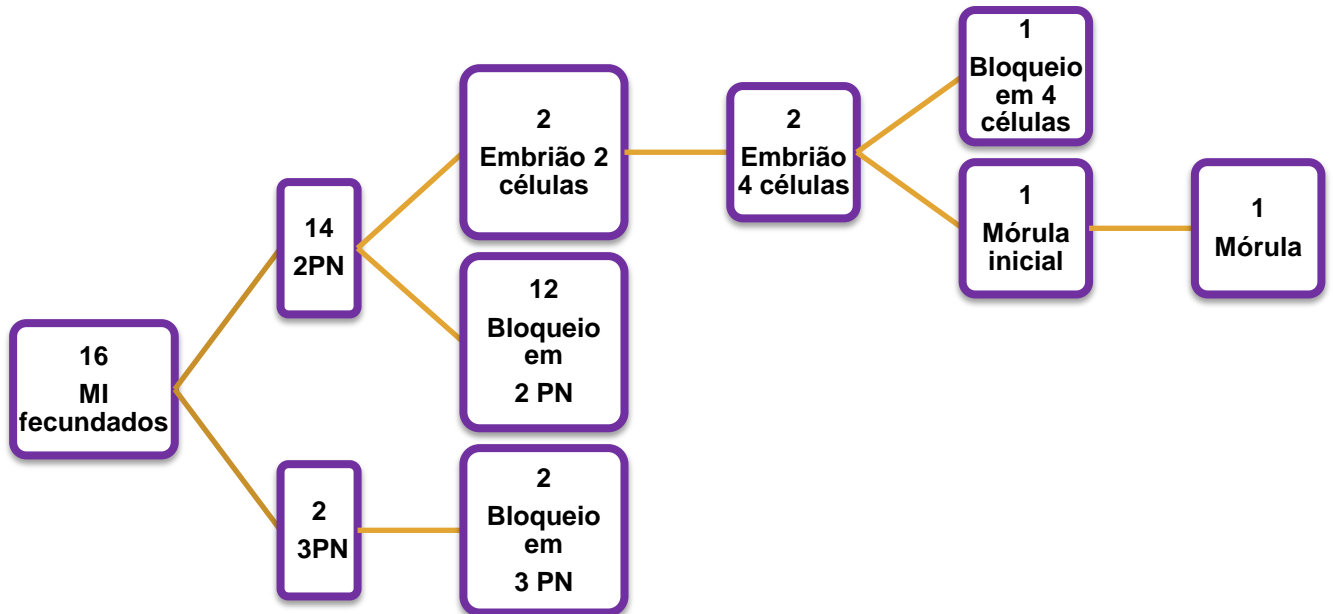 16
MI
fecundados
14
2PN
2
3PN
2
Embrião 2
células
12
Bloqueio
em
2 PN
2
Bloqueio
em
3 PN
2
Embrião
4 células
1
Bloqueio
em 4
células
1
Mórula
inicial
1
Mórula